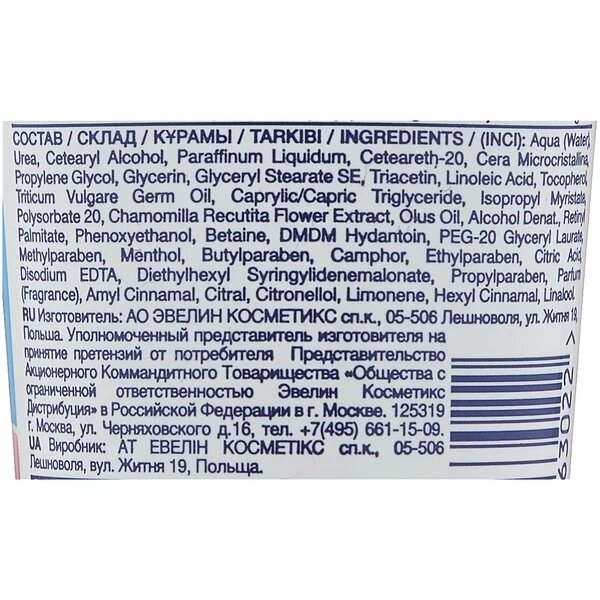 СОСТАВ / СКЛАД / ҚҰРАМЫ / TARKIBI / INGREDIENTS / (INCI): Aqua (Water),
Urea, Cetearyl Alcohol, Paraffinum Liquidum, Ceteareth-20, Cera Microcristallina,
Propylene Glycol, Glycerin, Glyceryl Stearate SE, Triacetin, Linoleic Acid, Tocopherol,
Triticum Vulgare Germ Oil, Caprylic/Capric Triglyceride, Isopropyl Myristate,
Polysorbate 20, Chamomilla Recutita Flower Extract, Olus Oil, Alcohol Denat., Retinyl
Palmitate, Phenoxyethanol, Betaine, DMDM Hydantoin, PEG-20 Glyceryl Laurate,
Methylparaben, Menthol, Butylparaben, Camphor, Ethylparaben, Citric Acid,
Disodium EDTA, Diethylhexyl Syringylidenemalonate, Propylparaben, Parfum
(Fragrance), Amyl Cinnamal, Citral, Citronellol, Limonene, Hexyl Cinnamal, Linalool
RU Изготовитель: АО ЭВЕЛИН КОСМЕТИКС сп.к., 05-506 Лешноволя, ул. Житня 19,
Польша. Уполномоченный представитель изготовителя на
принятие претензий от потребителя Представительство
Акционерного Коммандитного Товарищества «Общества с
ограниченной ответственностью Эвелин Косметикс
Дистрибуция» в Российской Федерации в г. Москве. 125319
г. Москва, ул. Черняховского д.16, тел. +7(495) 661-15-09.
UA Виробник: АТ ЕВЕЛІН КОСМЕТІКС сп.к., 05-506
Лешноволя, вул. Житня 19, Польща.
63022 >